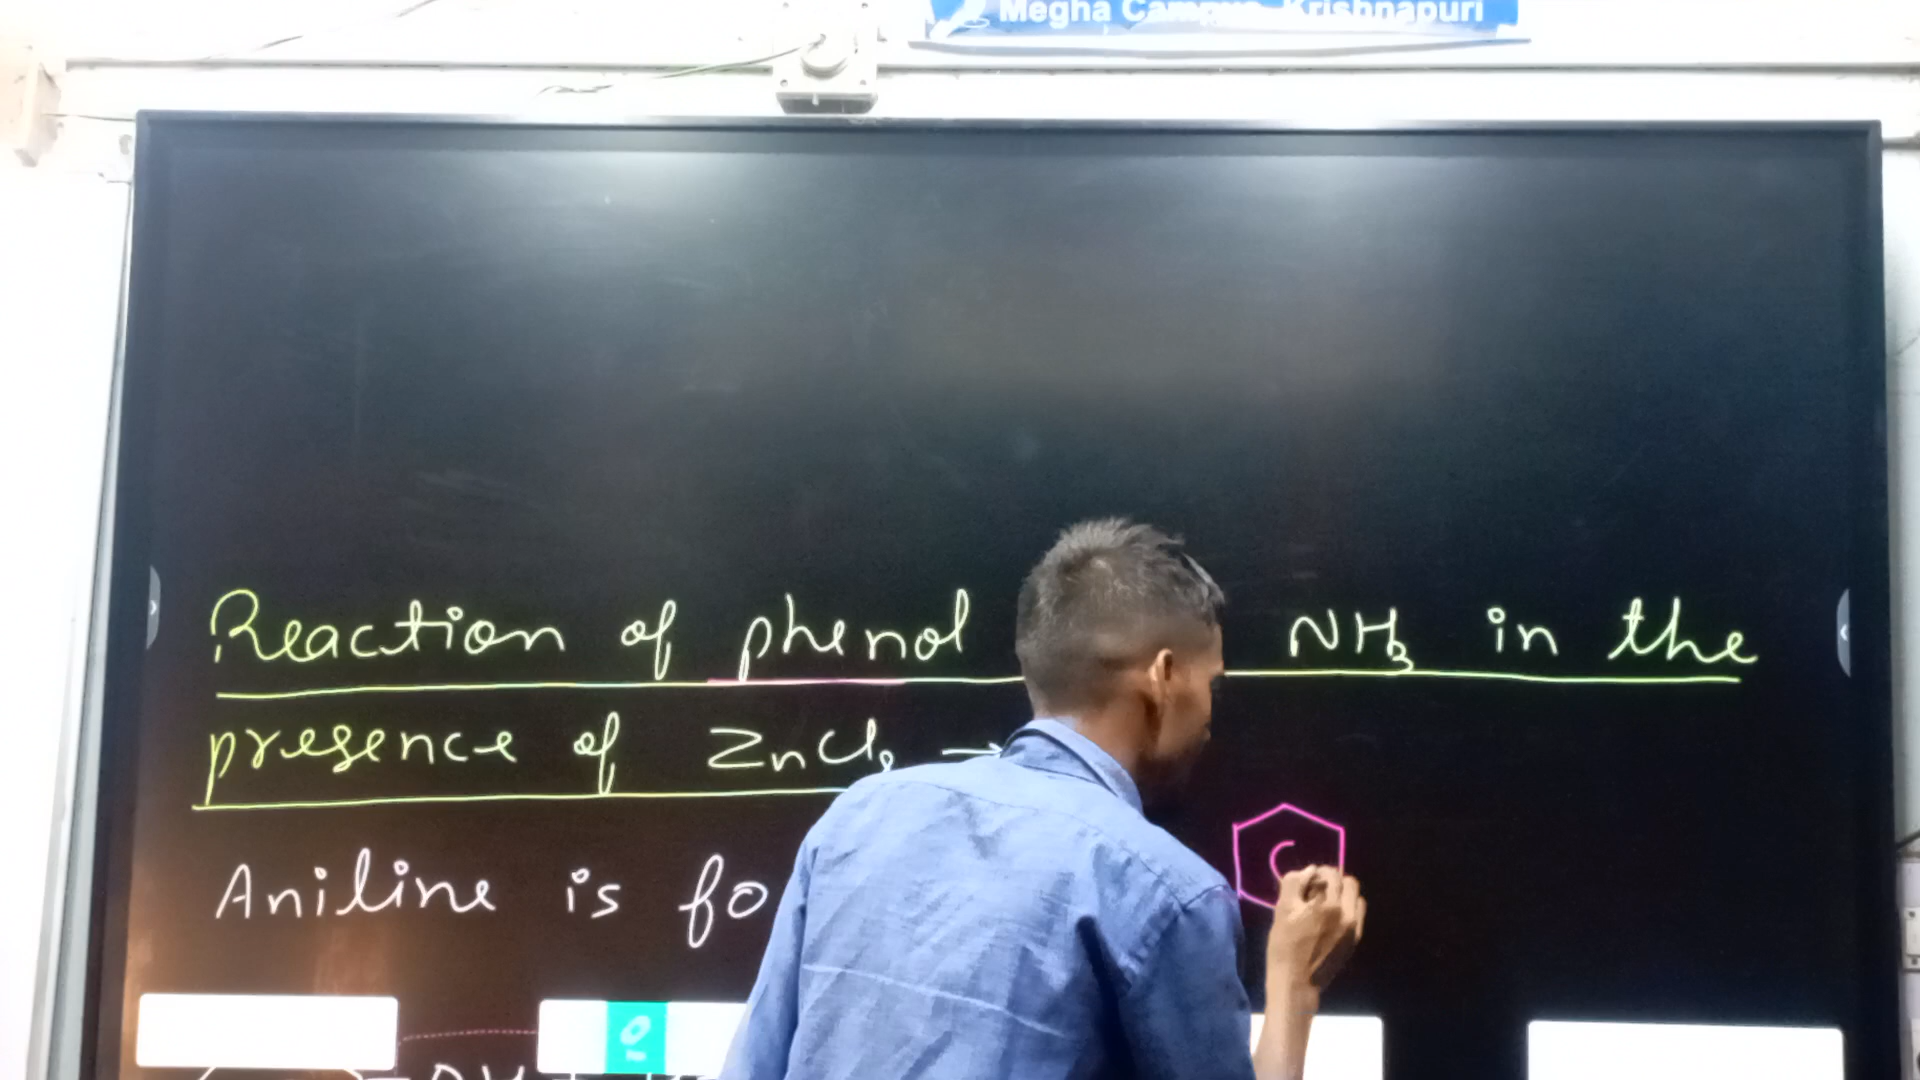 Megha Campus, Krishnapuri
Reaction of phenol NH3 in the
presence of ZnCl2 →
Aniline is fo